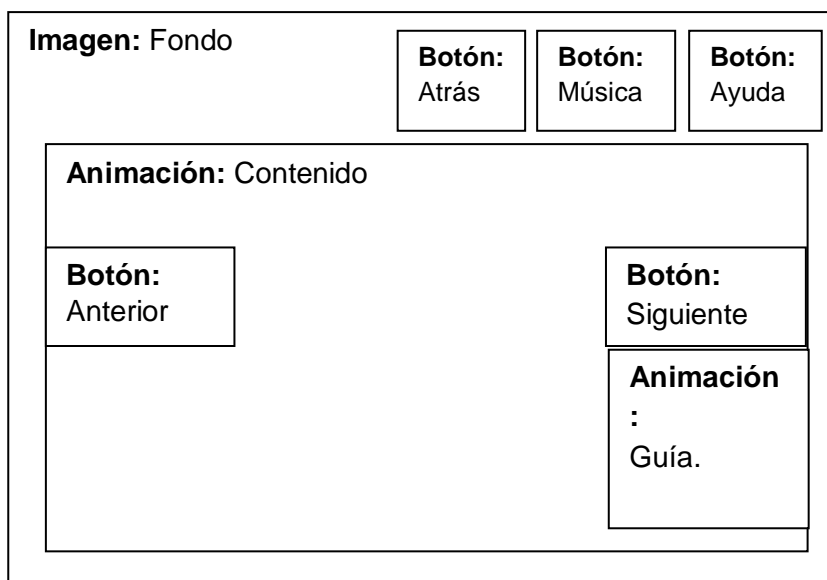 Imagen: Fondo
Botón:
Atrás
Botón:
Música
Botón:
Ayuda
Animación: Contenido
Botón:
Anterior
Botón:
Siguiente
Animación
:
Guía.